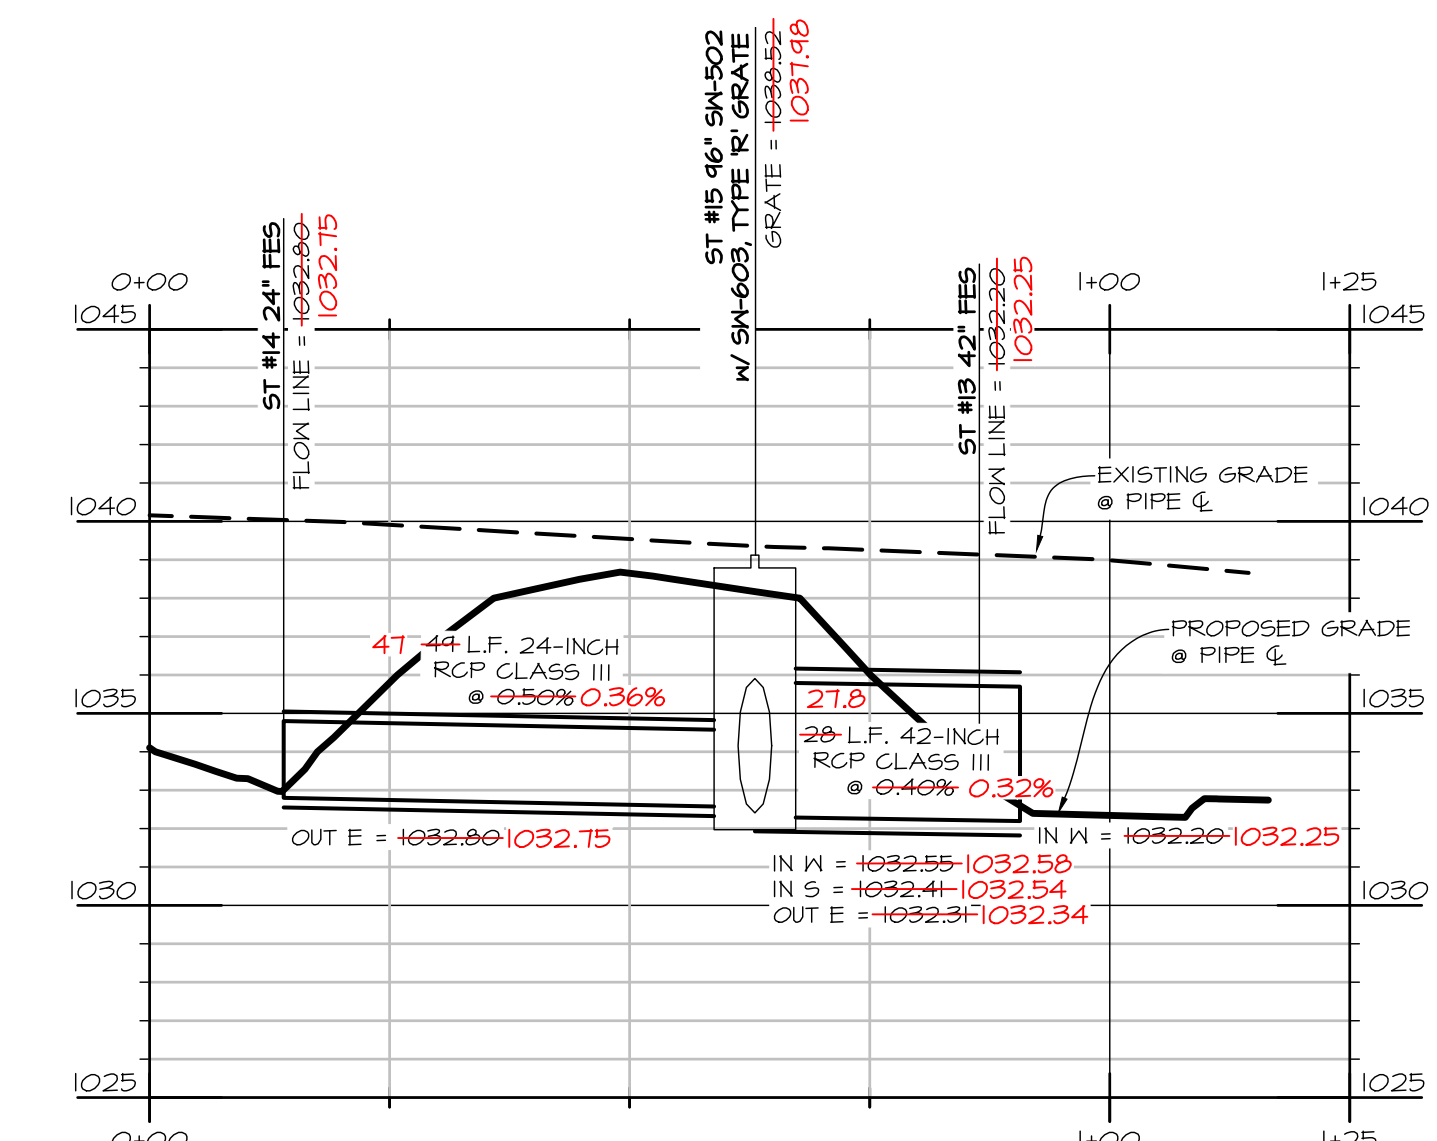 ST #15 96" SW-502
W/ SW-603, TYPE 'R' GRATE
GRATE = 1038.52
1037.98
ST #14 24" FES
FLOW LINE = 1032.80
1032.75
ST #13 42" FES
FLOW LINE = 1032.20
1032.25
0+00
1+00
1+25
1045
1045
EXISTING GRADE
@ PIPE ℄
1040
1040
PROPOSED GRADE
@ PIPE ℄
47 49 L.F. 24-INCH
RCP CLASS III
@ 0.50% 0.36%
27.8
28 L.F. 42-INCH
RCP CLASS III
@ 0.40% 0.32%
1035
1035
OUT E = 1032.80 1032.75
IN W = 1032.20 1032.25
IN W = 1032.55 1032.58
IN S = 1032.41 1032.54
OUT E = 1032.31 1032.34
1030
1030
1025
1025
0+00
1+00
1+25